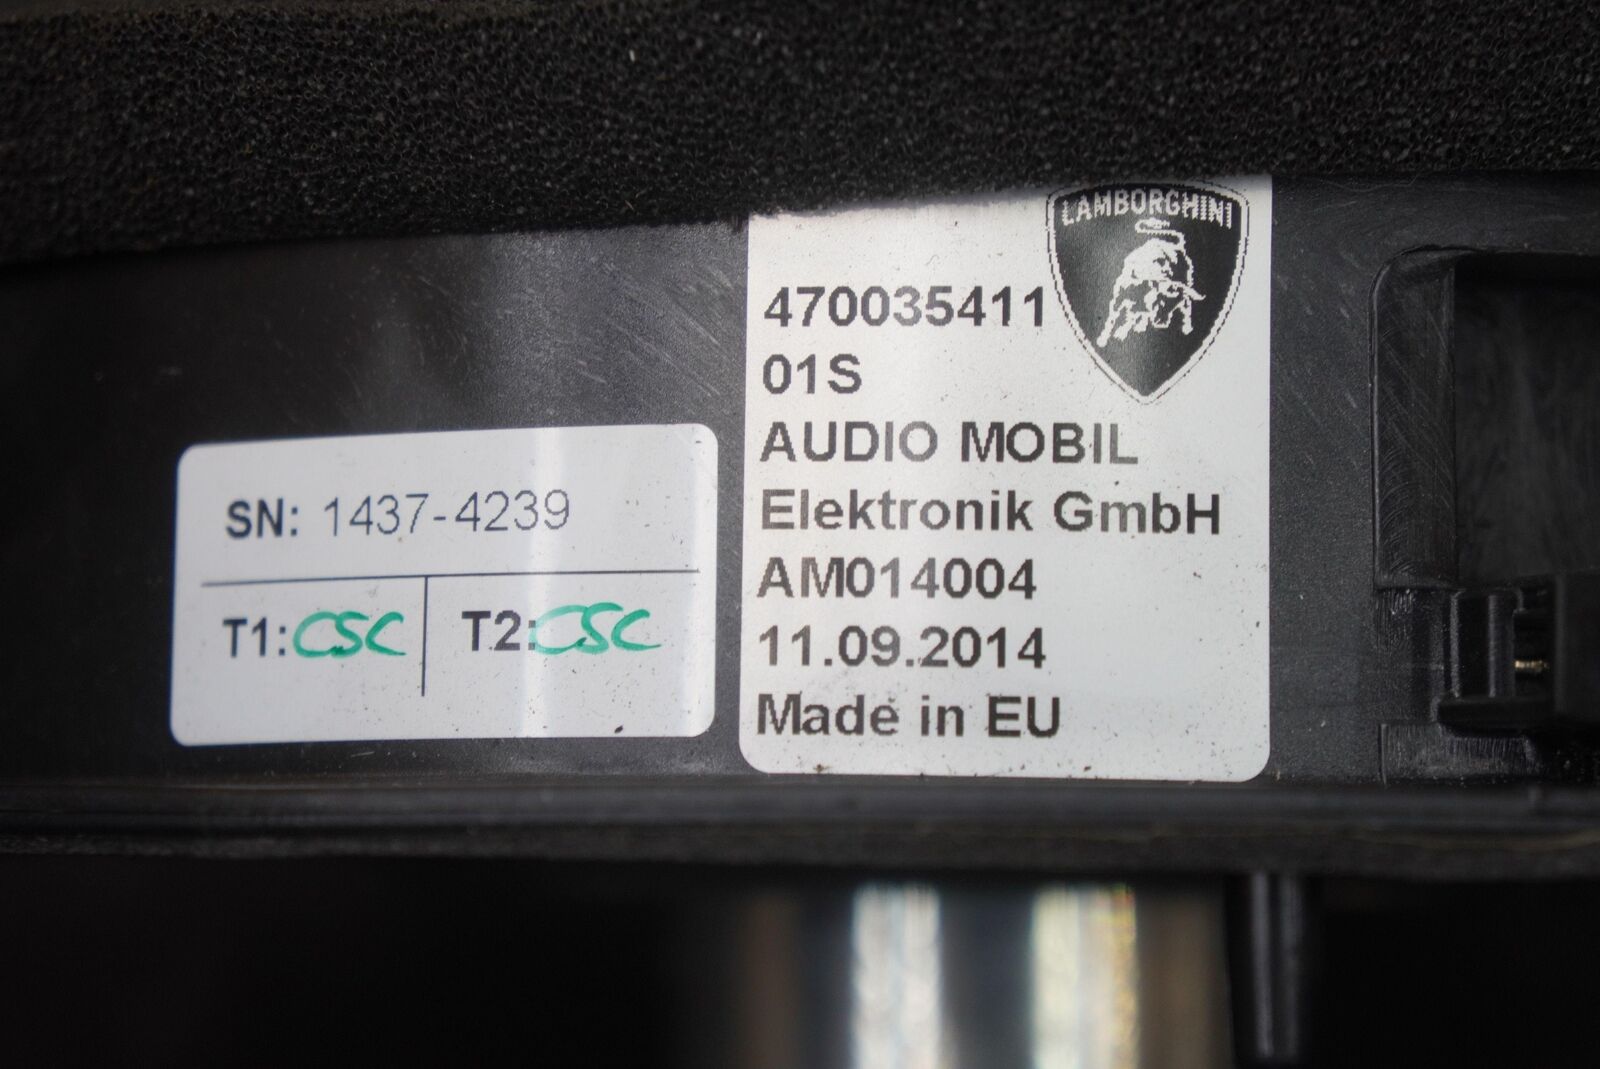 LAMBORGHINI
470035411
01S
AUDIO MOBIL
Elektronik GmbH
AM014004
11.09.2014
Made in EU
SN: 1437-4239
T1: CSC T2: CSC